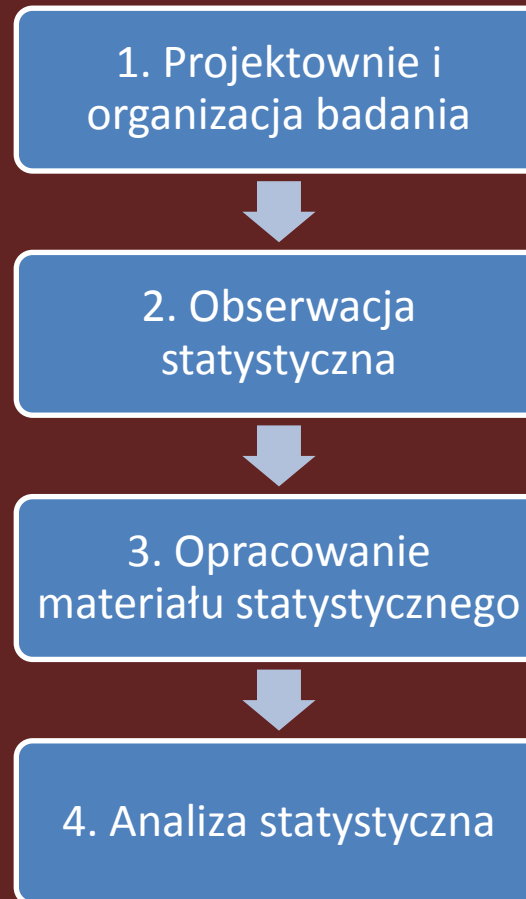 1. Projektownie i
organizacja badania
2. Obserwacja
statystyczna
3. Opracowanie
materiału statystycznego
4. Analiza statystyczna